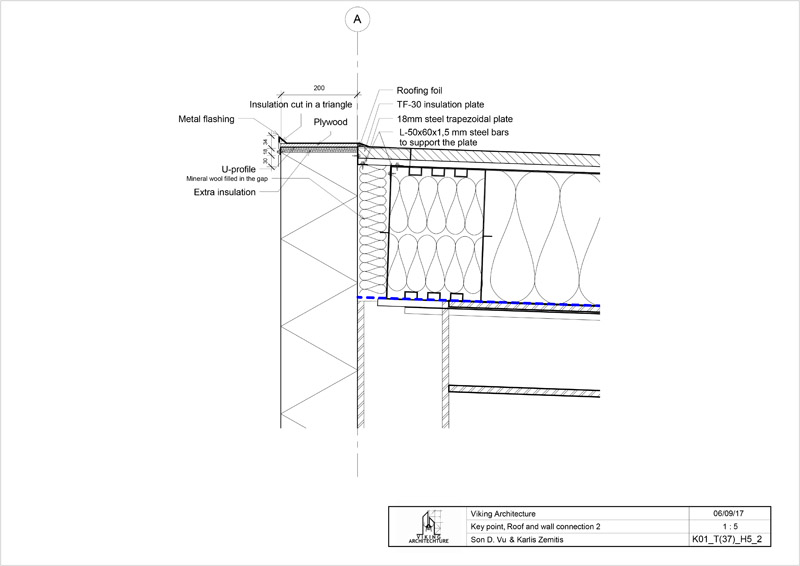 A
200
Roofing foil
Insulation cut in a triangle
TF-30 insulation plate
Metal flashing
Plywood
18mm steel trapezoidal plate
L-50x60x1,5 mm steel bars
to support the plate
34
18
30
U-profile
Mineral wool filled in the gap
Extra insulation
Viking Architecture
06/09/17
Key point, Roof and wall connection 2
1 : 5
VIKING
ARCHITECHTURE
Son D. Vu & Karlis Zemitis
K01_T(37)_H5_2